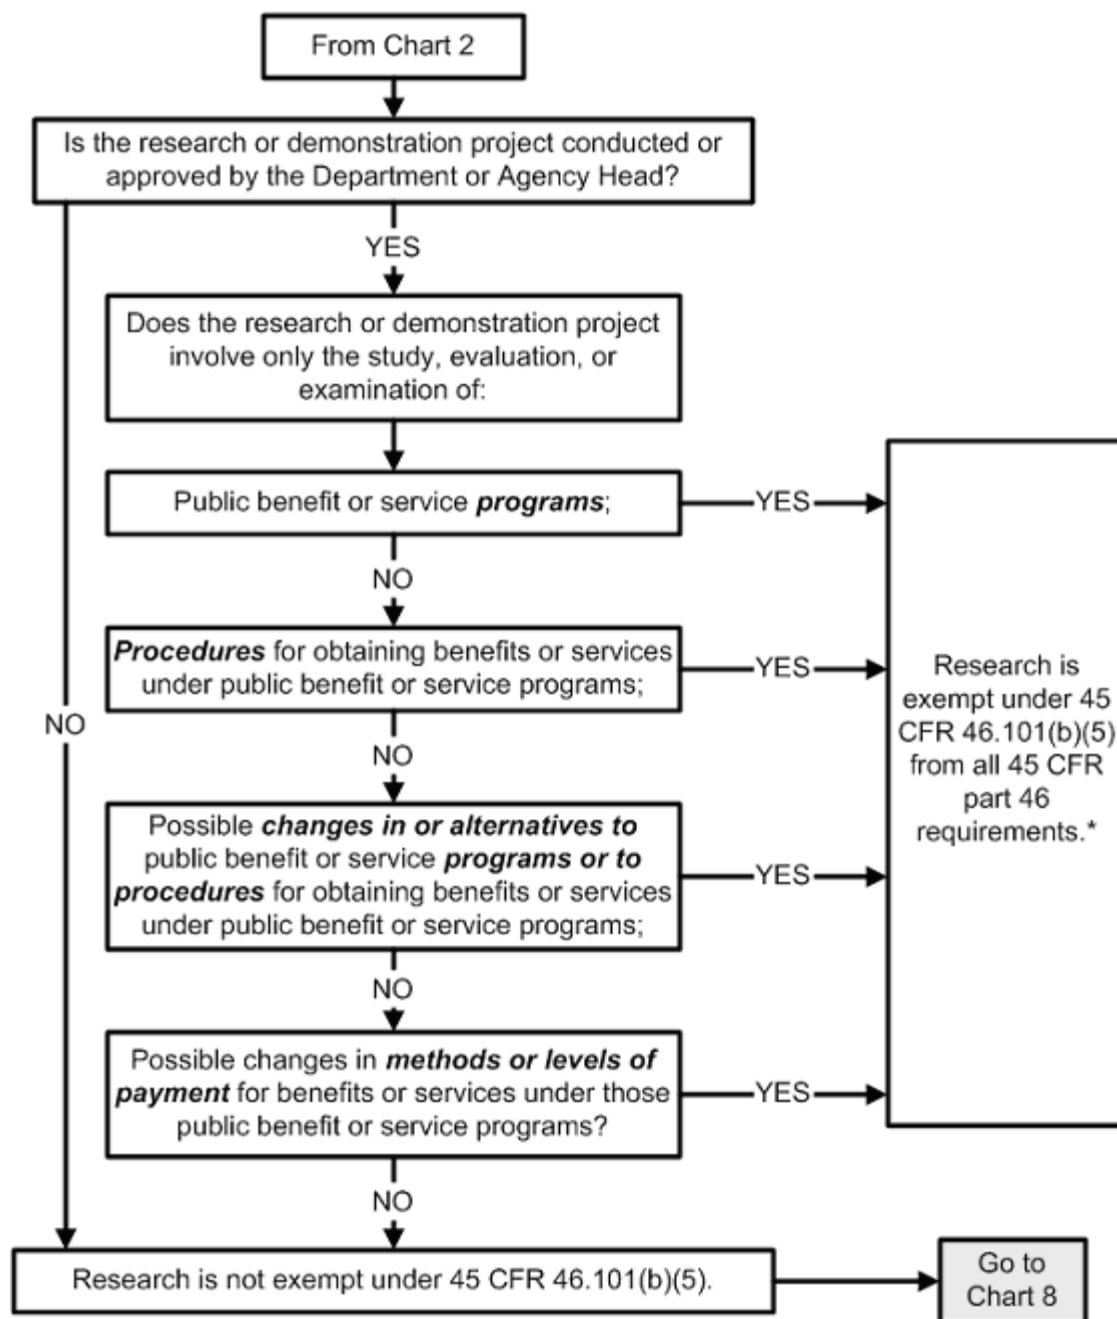 From Chart 2
Is the research or demonstration project conducted or
approved by the Department or Agency Head?
YES
Does the research or demonstration project
involve only the study, evaluation, or
examination of:
Public benefit or service programs;
YES
NO
Procedures for obtaining benefits or services
under public benefit or service programs;
YES
NO
NO
Possible changes in or alternatives to
public benefit or service programs or to
procedures for obtaining benefits or services
under public benefit or service programs;
YES
NO
Possible changes in methods or levels of
payment for benefits or services under those
public benefit or service programs?
YES
NO
Research is
exempt under 45
CFR 46.101(b)(5)
from all 45 CFR
part 46
requirements.*
Research is not exempt under 45 CFR 46.101(b)(5).
Go to
Chart 8